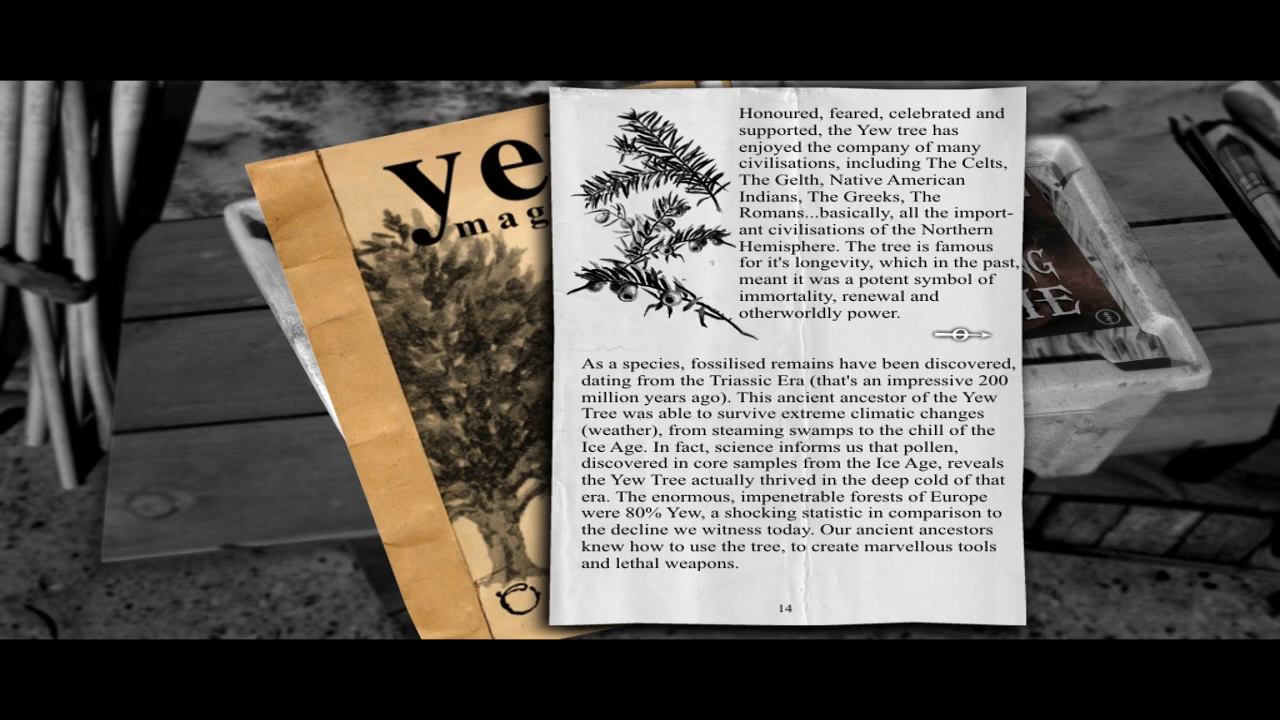 ye
mag
Honoured, feared, celebrated and
supported, the Yew tree has
enjoyed the company of many
civilisations, including The Celts,
The Gelth, Native American
Indians, The Greeks, The
Romans...basically, all the import-
ant civilisations of the Northern
Hemisphere. The tree is famous
for it's longevity, which in the past,
meant it was a potent symbol of
immortality, renewal and
otherworldly power.
As a species, fossilised remains have been discovered,
dating from the Triassic Era (that's an impressive 200
million years ago). This ancient ancestor of the Yew
Tree was able to survive extreme climatic changes
(weather), from steaming swamps to the chill of the
Ice Age. In fact, science informs us that pollen,
discovered in core samples from the Ice Age, reveals
the Yew Tree actually thrived in the deep cold of that
era. The enormous, impenetrable forests of Europe
were 80% Yew, a shocking statistic in comparison to
the decline we witness today. Our ancient ancestors
knew how to use the tree, to create marvellous tools
and lethal weapons.
14